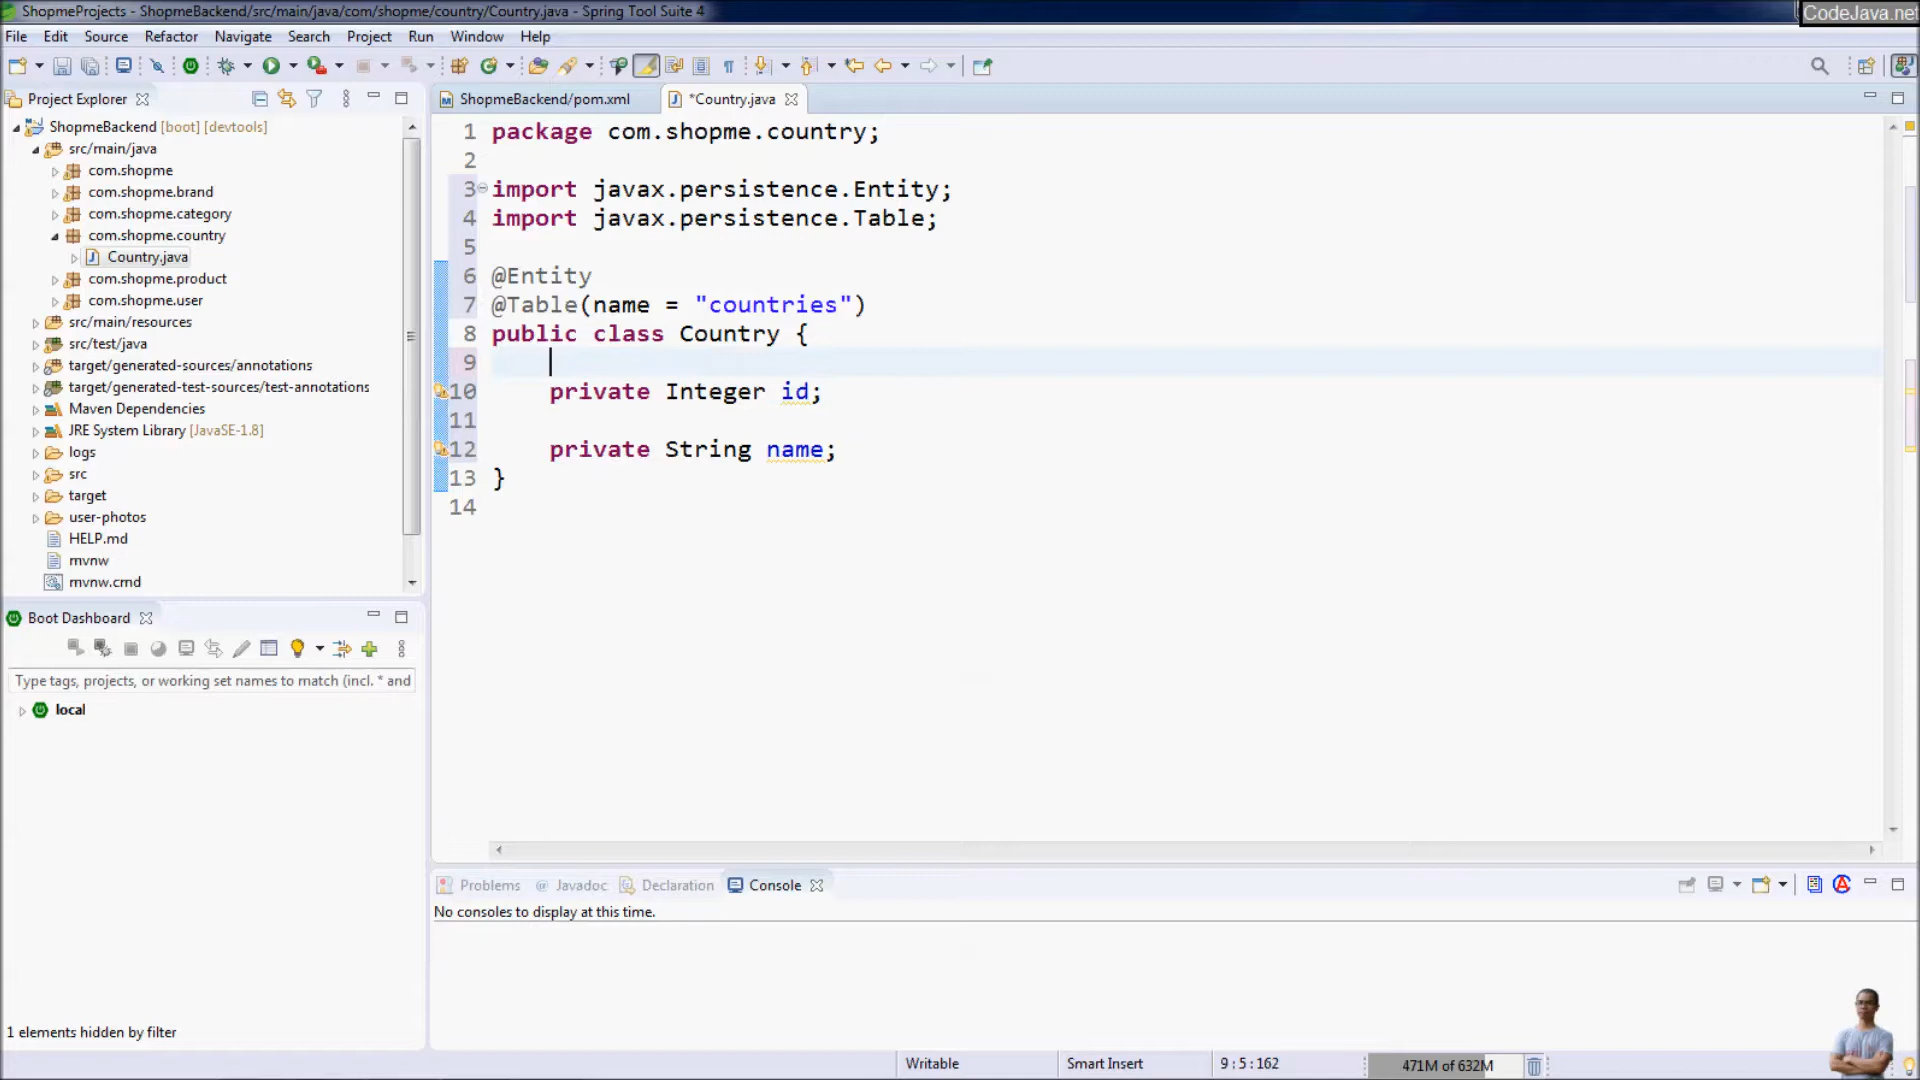 ShopmeProjects - ShopmeBackend/src/main/java/com/shopme/country/Country.java - Spring Tool Suite 4
CodeJava.net
File Edit Source Refactor Navigate Search Project Run Window Help
Project Explorer
ShopmeBackend [boot] [devtools]
src/main/java
com.shopme
com.shopme.brand
com.shopme.category
com.shopme.country
Country.java
com.shopme.product
com.shopme.user
src/main/resources
src/test/java
target/generated-sources/annotations
target/generated-test-sources/test-annotations
Maven Dependencies
JRE System Library [JavaSE-1.8]
logs
src
target
user-photos
HELP.md
mvnw
mvnw.cmd
Boot Dashboard
Type tags, projects, or working set names to match (incl. * and
local
1 elements hidden by filter
ShopmeBackend/pom.xml *Country.java
1 package com.shopme.country;
2
3 import javax.persistence.Entity;
4 import javax.persistence.Table;
5
6 @Entity
7 @Table(name = "countries")
8 public class Country {
9
10 private Integer id;
11
12 private String name;
13 }
14
Problems @ Javadoc Declaration Console
No consoles to display at this time.
Writable Smart Insert 9 : 5 : 162 471M of 632M